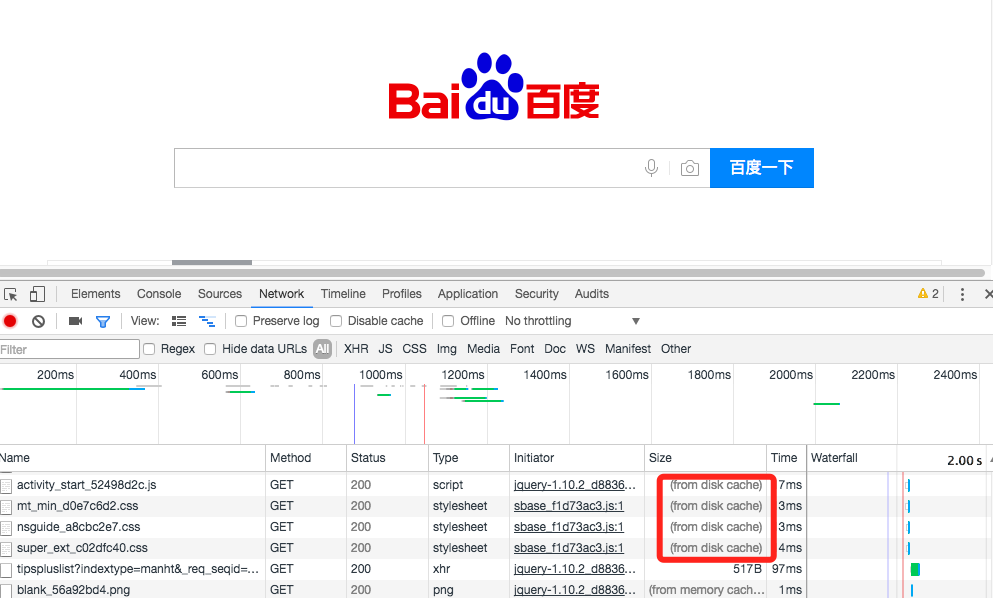 Bai du 百度
百度一下
Elements Console Sources Network Timeline Profiles Application Security Audits 2
View: Preserve log Disable cache Offline No throttling
Filter Regex Hide data URLs All XHR JS CSS Img Media Font Doc WS Manifest Other
200ms 400ms 600ms 800ms 1000ms 1200ms 1400ms 1600ms 1800ms 2000ms 2200ms 2400ms
Name Method Status Type Initiator Size Time Waterfall 2.00 s
activity_start_52498d2c.js GET 200 script jquery-1.10.2_d8836... (from disk cache) 7ms
mt_min_d0e7c6d2.css GET 200 stylesheet sbase_f1d73ac3.js:1 (from disk cache) 3ms
nsguide_a8cbc2e7.css GET 200 stylesheet sbase_f1d73ac3.js:1 (from disk cache) 3ms
super_ext_c02dfc40.css GET 200 stylesheet sbase_f1d73ac3.js:1 (from disk cache) 4ms
tipspluslist?indextype=manht&_req_seqid=... GET 200 xhr jquery-1.10.2_d8836... 517B 97ms
blank_56a92bd4.png GET 200 png jquery-1.10.2_d8836... (from memory cach... 1ms